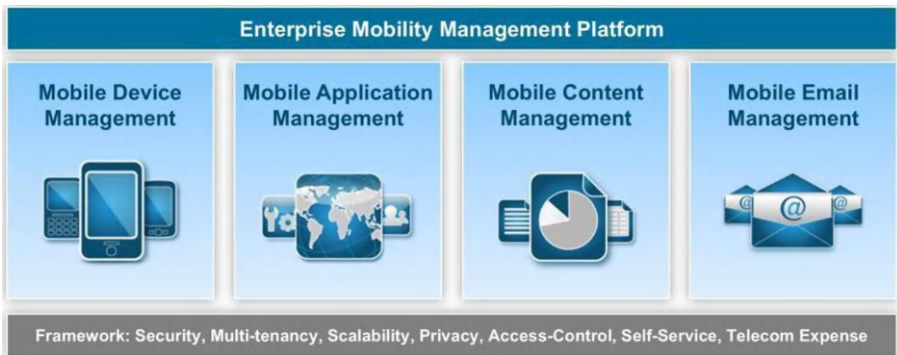 Enterprise Mobility Management Platform
Mobile Device
Management
Mobile Application
Management
Mobile Content
Management
Mobile Email
Management
@
@
@
Framework: Security, Multi-tenancy, Scalability, Privacy, Access-Control, Self-Service, Telecom Expense